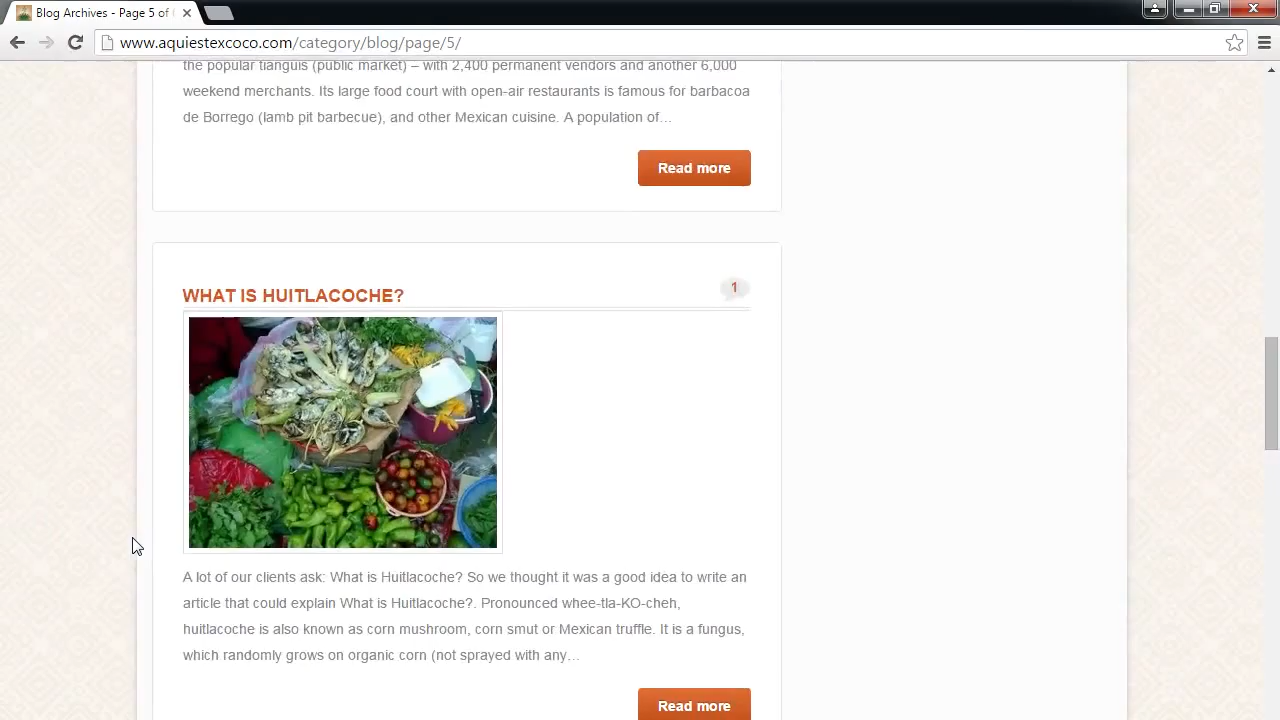 Blog Archives - Page 5 of
www.aquiestexcoco.com/category/blog/page/5/
the popular tianguis (public market) – with 2,400 permanent vendors and another 6,000
weekend merchants. Its large food court with open-air restaurants is famous for barbacoa
de Borrego (lamb pit barbecue), and other Mexican cuisine. A population of…
Read more
WHAT IS HUITLACOCHE?
1
A lot of our clients ask: What is Huitlacoche? So we thought it was a good idea to write an
article that could explain What is Huitlacoche?. Pronounced whee-tla-KO-cheh,
huitlacoche is also known as corn mushroom, corn smut or Mexican truffle. It is a fungus,
which randomly grows on organic corn (not sprayed with any…
Read more